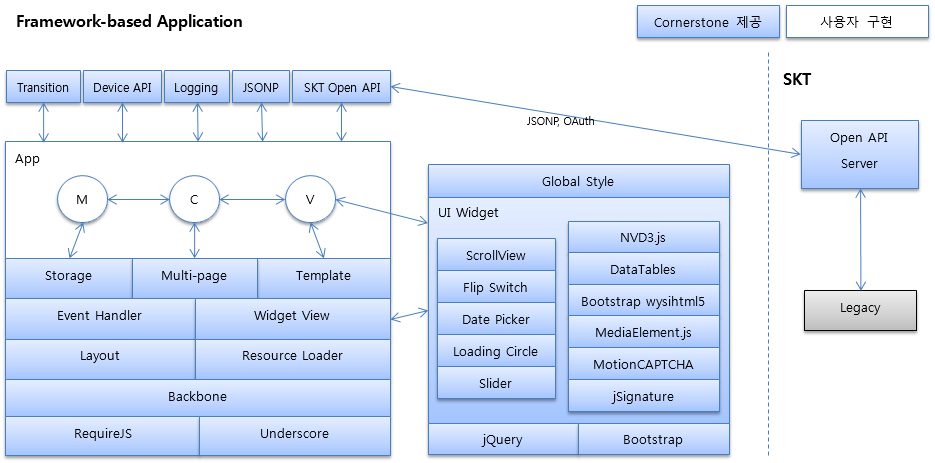 Framework-based Application
Cornerstone 제공
사용자 구현
SKT
Transition
Device API
Logging
JSONP
SKT Open API
JSONP, OAuth
Open API
Server
App
M
C
V
Global Style
UI Widget
ScrollView
Flip Switch
Date Picker
Loading Circle
Slider
NVD3.js
DataTables
Bootstrap wysihtml5
MediaElement.js
MotionCAPTCHA
jSignature
Storage
Multi-page
Template
Event Handler
Widget View
Layout
Resource Loader
Backbone
RequireJS
Underscore
jQuery
Bootstrap
Legacy